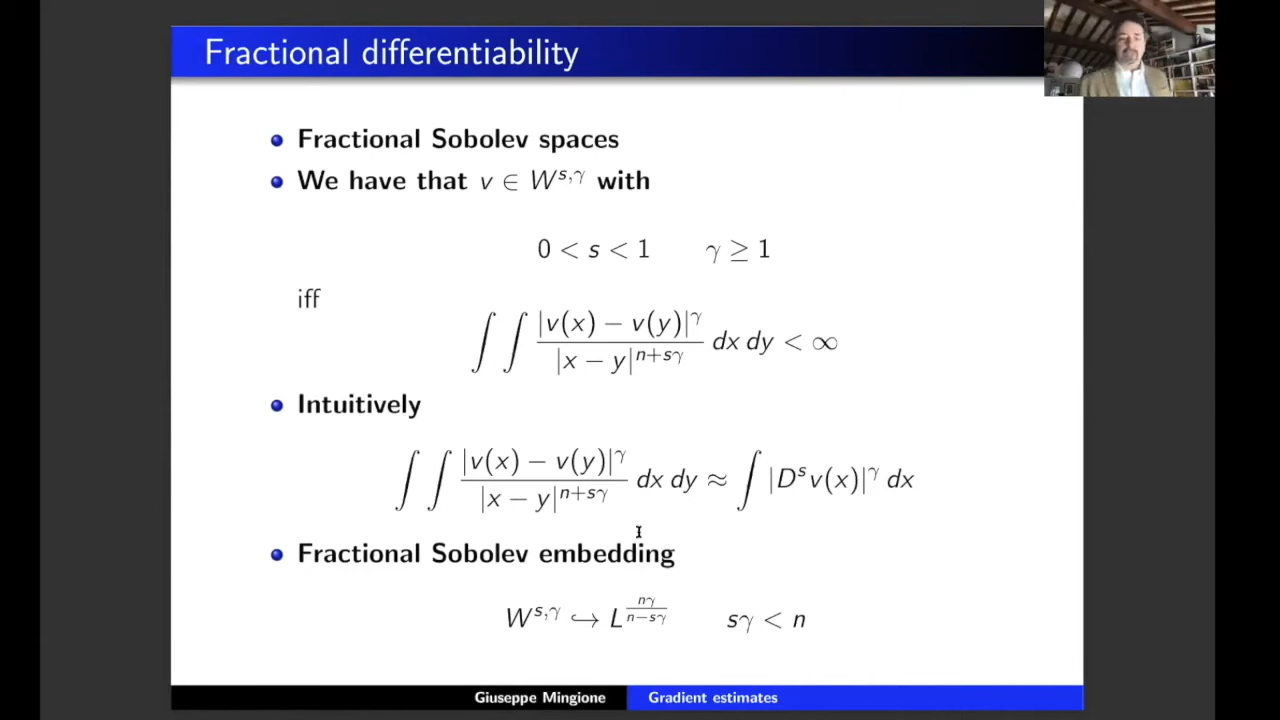 Fractional differentiability
Fractional Sobolev spaces
We have that v ∈ W^{s,γ} with
0 < s < 1 γ ≥ 1
iff
∫ ∫ |v(x) − v(y)|^γ / |x − y|^{n+sγ} dx dy < ∞
Intuitively
∫ ∫ |v(x) − v(y)|^γ / |x − y|^{n+sγ} dx dy ≈ ∫ |D^s v(x)|^γ dx
Fractional Sobolev embedding
W^{s,γ} ↪ L^{nγ/(n−sγ)} sγ < n
Giuseppe Mingione Gradient estimates